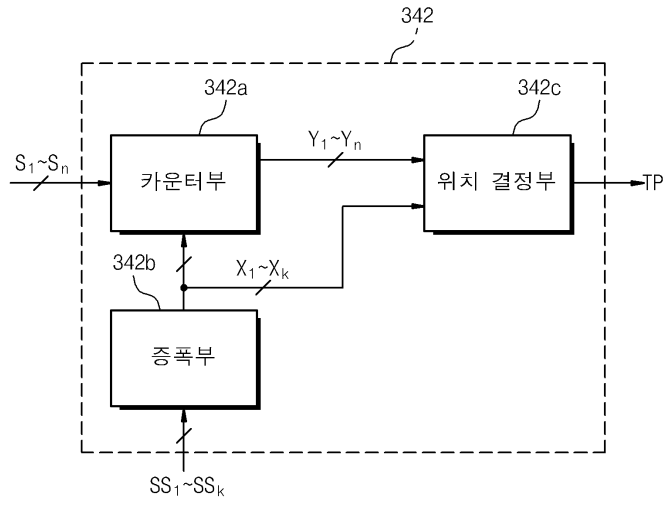 342
342a
342c
S₁~Sₙ
카운터부
Y₁~Yₙ
위치 결정부
TP
342b
X₁~Xₖ
증폭부
SS₁~SSₖ